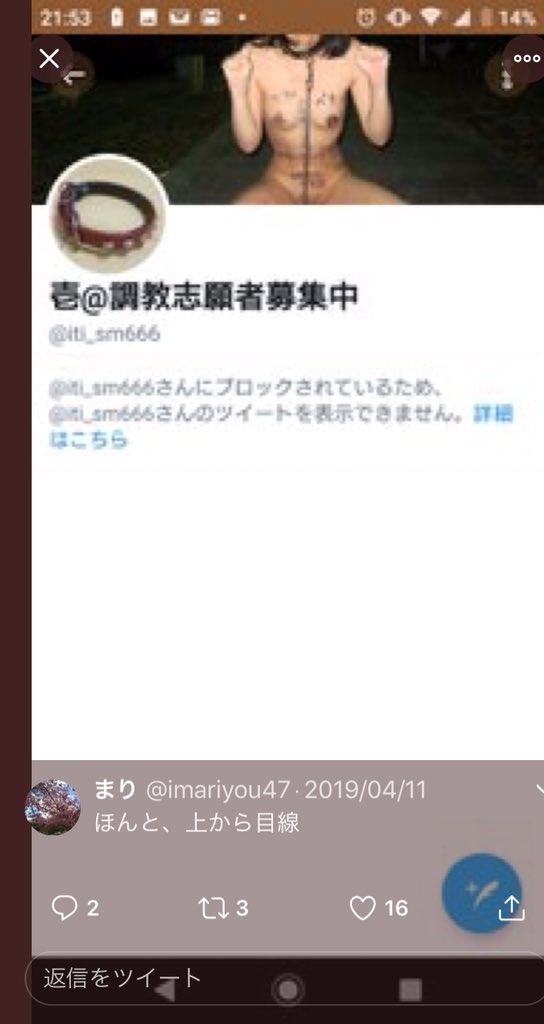 21:53
14%
壱@調教志願者募集中
@iti_sm666
@iti_sm666さんにブロックされているため、
@iti_sm666さんのツイートを表示できません。詳細
はこちら
まり @imariyou47·2019/04/11
ほんと、上から目線
2 3 16
返信をツイート